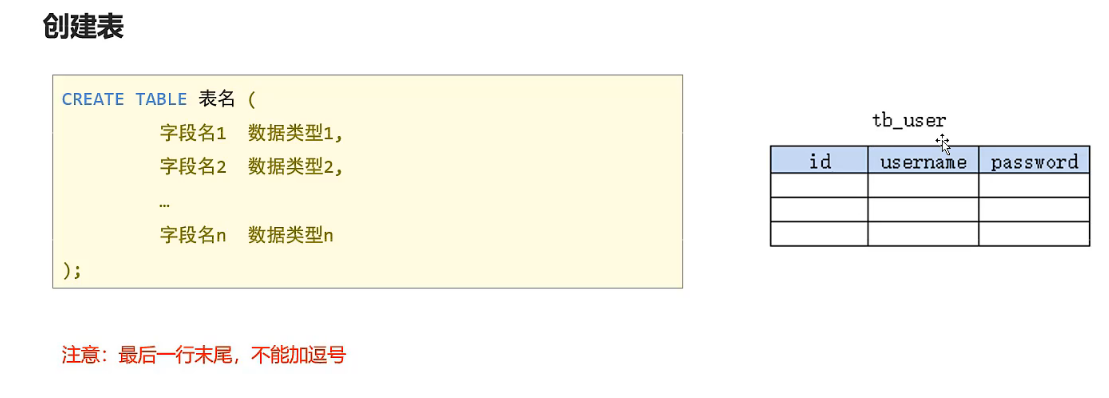 创建表
CREATE TABLE 表名 (
字段名1 数据类型1,
字段名2 数据类型2,
…
字段名n 数据类型n
);
注意：最后一行末尾，不能加逗号
tb_user
id username password